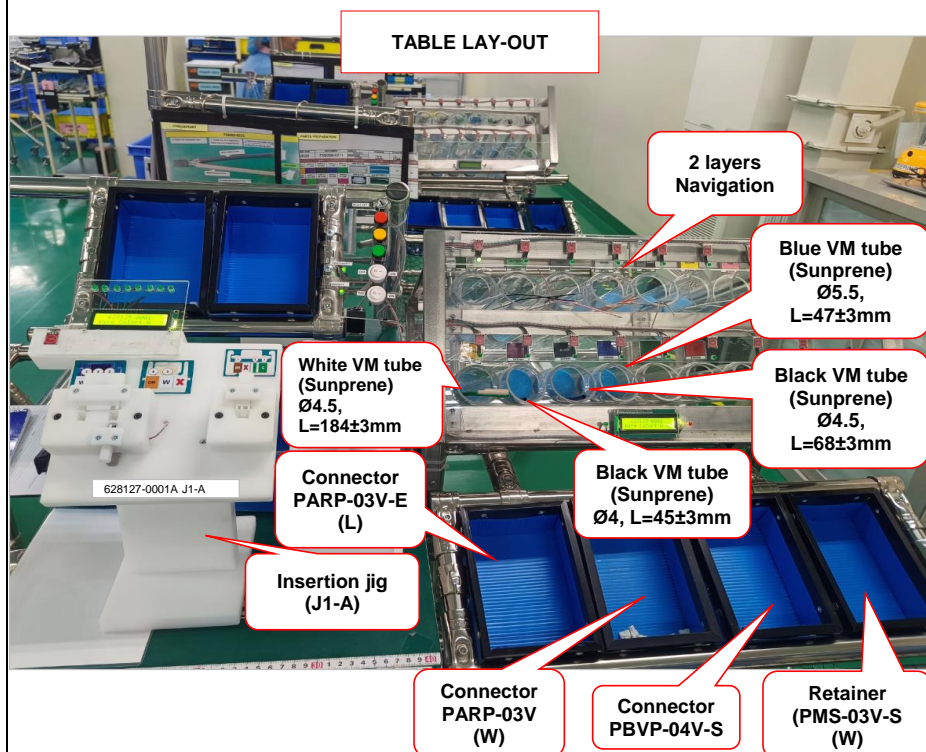 TABLE LAY-OUT
2 layers
Navigation
Blue VM tube
(Sunprene)
Ø5.5,
L=47±3mm
White VM tube
(Sunprene)
Ø4.5,
L=184±3mm
Black VM tube
(Sunprene)
Ø4.5,
L=68±3mm
Black VM tube
(Sunprene)
Ø4, L=45±3mm
Connector
PARP-03V-E
(L)
628127-0001A J1-A
Insertion jig
(J1-A)
Connector
PARP-03V
(W)
Connector
PBVP-04V-S
Retainer
(PMS-03V-S
(W)